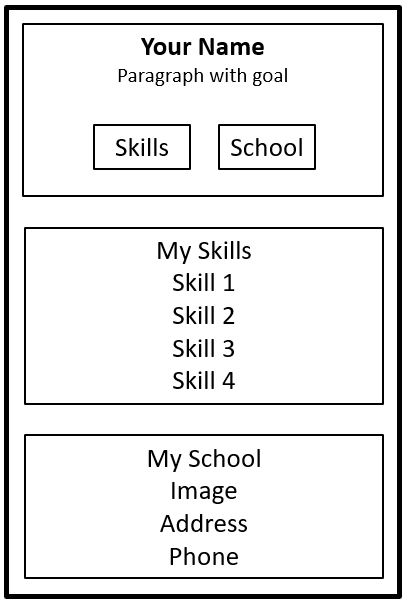 Your Name
Paragraph with goal
Skills School
My Skills
Skill 1
Skill 2
Skill 3
Skill 4
My School
Image
Address
Phone